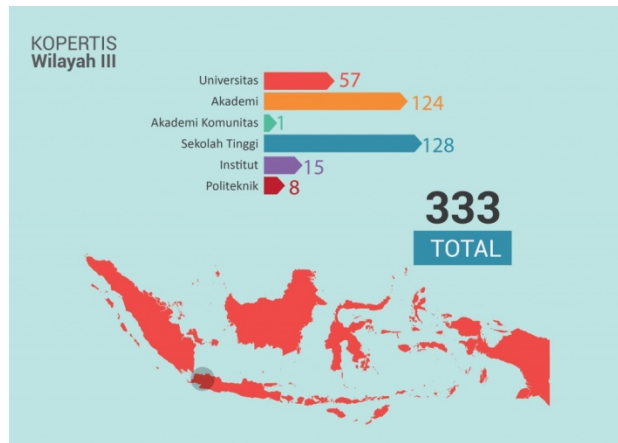 KOPERTIS
Wilayah III
Universitas 57
Akademi 124
Akademi Komunitas 1
Sekolah Tinggi 128
Institut 15
Politeknik 8
333
TOTAL